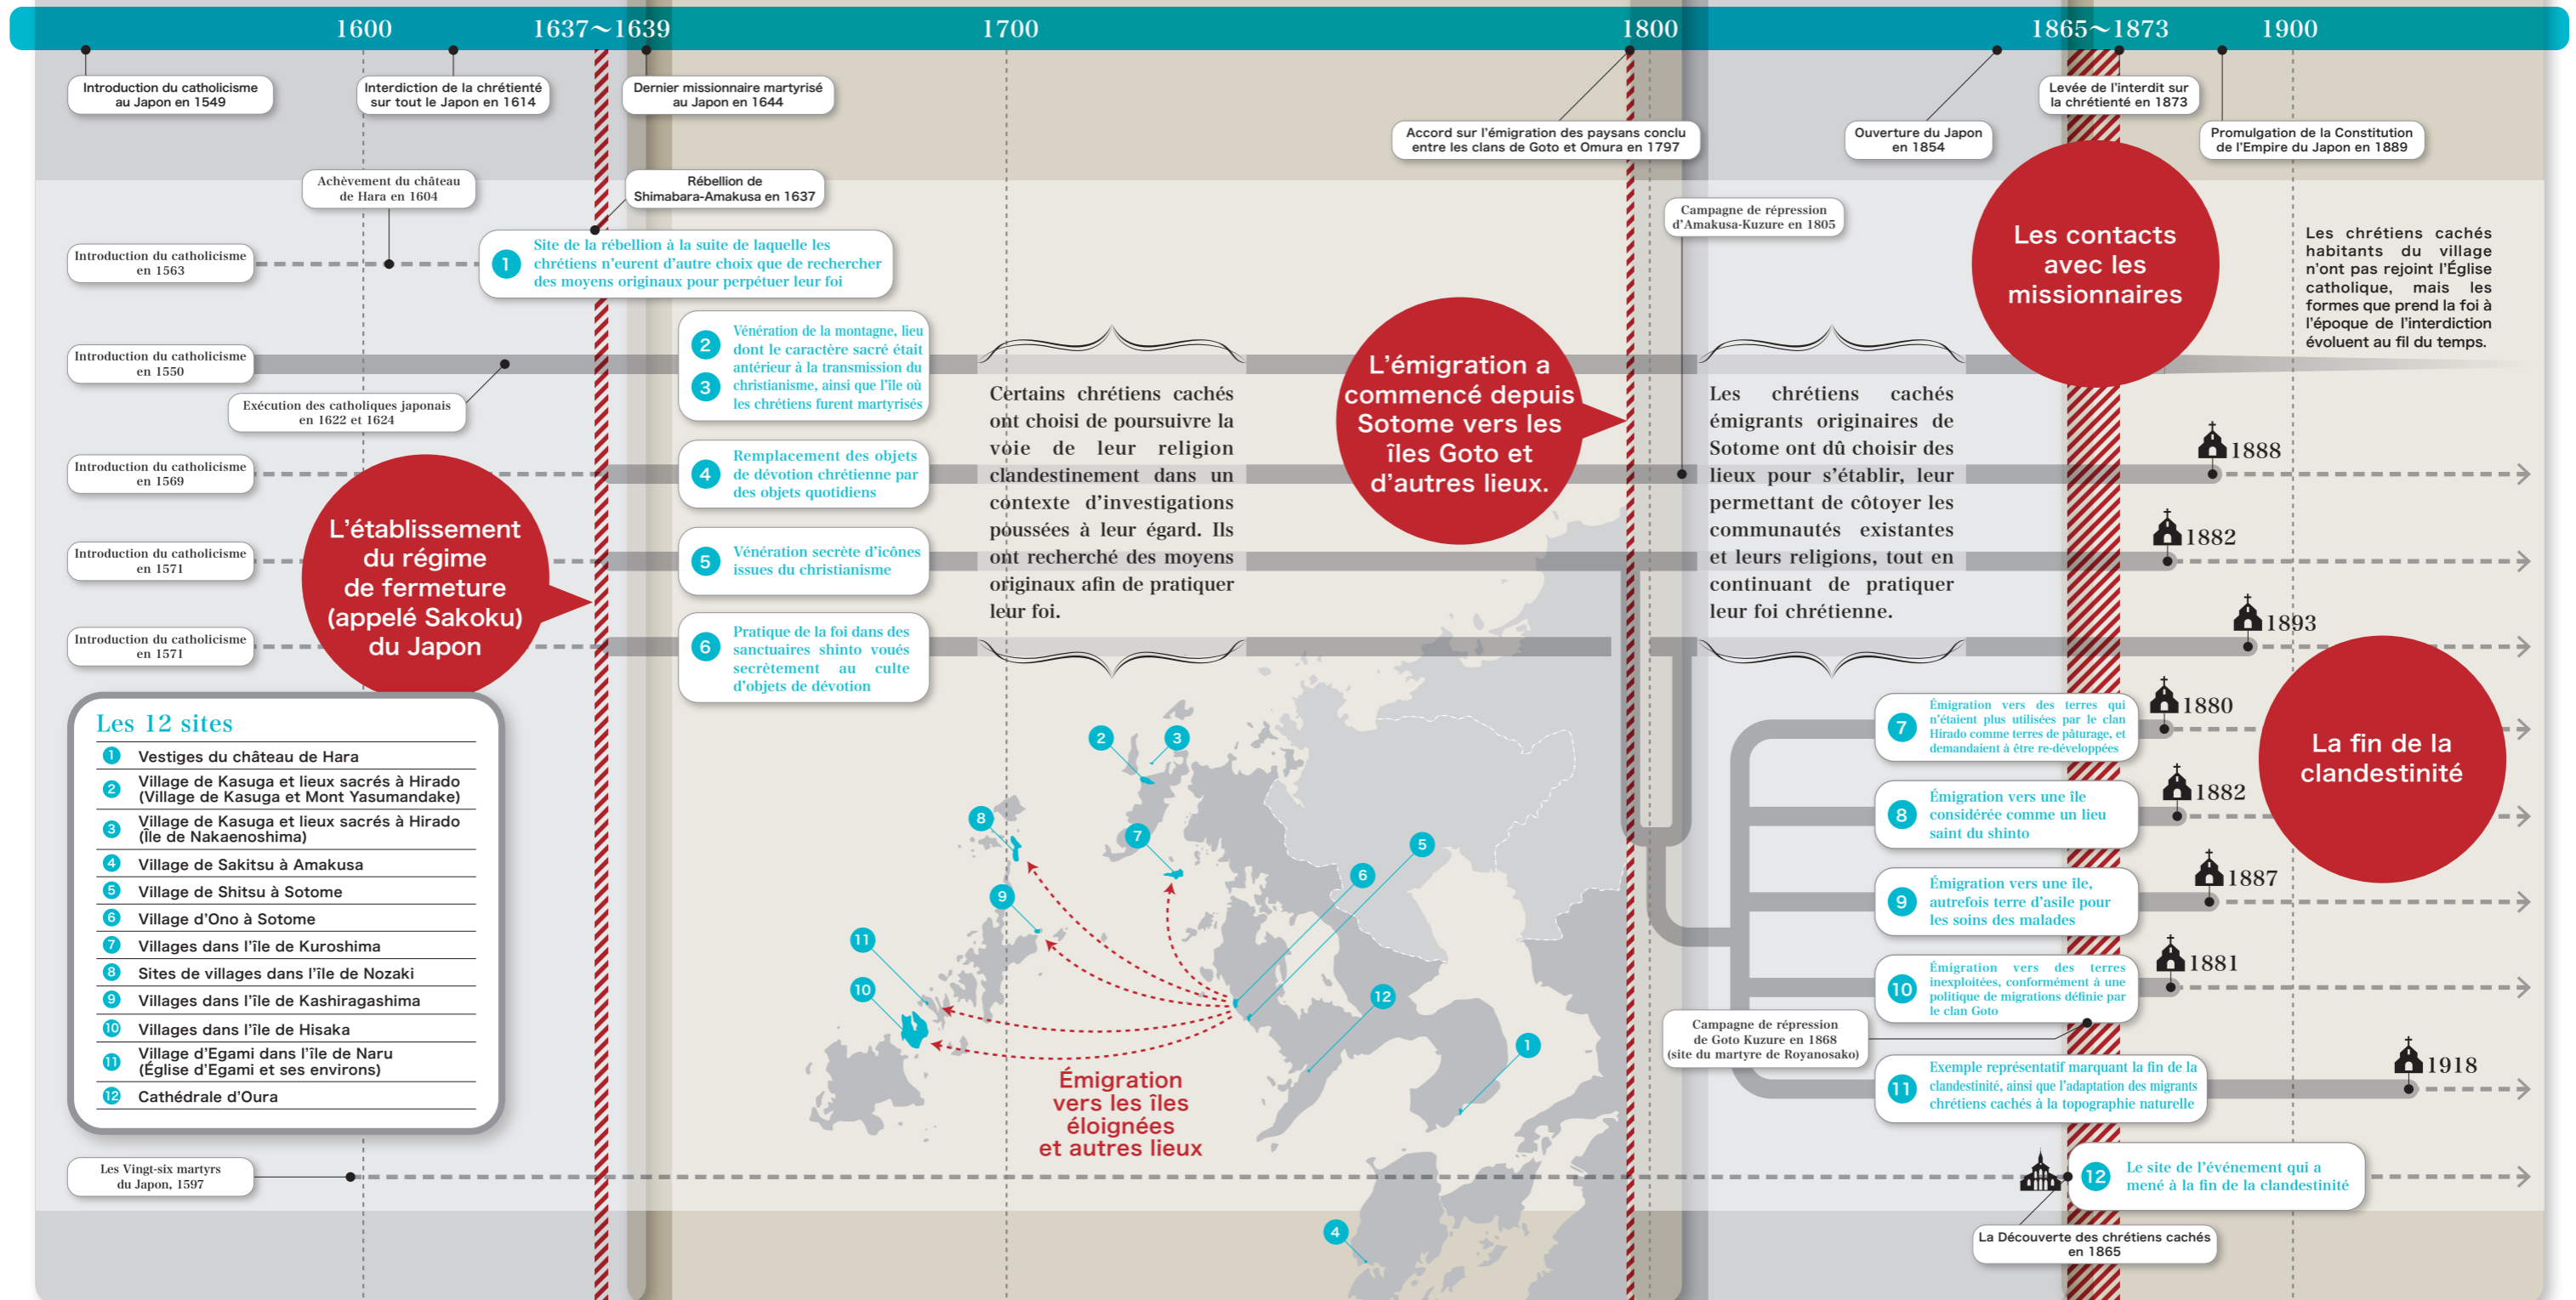 1600
1637～1639
1700
1800
1865～1873
1900
Introduction du catholicisme
au Japon en 1549
Interdiction de la chrétienté
sur tout le Japon en 1614
Dernier missionnaire martyrisé
au Japon en 1644
Accord sur l'émigration des paysans conclu
entre les clans de Goto et Omura en 1797
Ouverture du Japon
en 1854
Levée de l'interdit sur
la chrétienté en 1873
Promulgation de la Constitution
de l'Empire du Japon en 1889
Achèvement du château
de Hara en 1604
Rébellion de
Shimabara-Amakusa en 1637
Campagne de répression
d'Amakusa-Kuzure en 1805
Introduction du catholicisme
en 1563
1
Site de la rébellion à la suite de laquelle les
chrétiens n'eurent d'autre choix que de rechercher
des moyens originaux pour perpétuer leur foi
Les contacts
avec les
missionnaires
Les chrétiens cachés
habitants du village
n'ont pas rejoint l'Église
catholique, mais les
formes que prend la foi à
l'époque de l'interdiction
évoluent au fil du temps.
Introduction du catholicisme
en 1550
Exécution des catholiques japonais
en 1622 et 1624
2
3
Vénération de la montagne, lieu
dont le caractère sacré était
antérieur à la transmission du
christianisme, ainsi que l'île où
les chrétiens furent martyrisés
Introduction du catholicisme
en 1569
4
Remplacement des objets
de dévotion chrétienne par
des objets quotidiens
Introduction du catholicisme
en 1571
5
Vénération secrète d'icônes
issues du christianisme
Introduction du catholicisme
en 1571
6
Pratique de la foi dans des
sanctuaires shinto voués
secrètement au culte
d'objets de dévotion
L'établissement
du régime
de fermeture
(appelé Sakoku)
du Japon
Certains chrétiens cachés
ont choisi de poursuivre la
voie de leur religion
clandestinement dans un
contexte d'investigations
poussées à leur égard. Ils
ont recherché des moyens
originaux afin de pratiquer
leur foi.
L'émigration a
commencé depuis
Sotome vers les
îles Goto et
d'autres lieux.
Les chrétiens cachés
émigrants originaires de
Sotome ont dû choisir des
lieux pour s'établir, leur
permettant de côtoyer les
communautés existantes
et leurs religions, tout en
continuant de pratiquer
leur foi chrétienne.
1888
1882
1893
Les 12 sites
1 Vestiges du château de Hara
2 Village de Kasuga et lieux sacrés à Hirado
(Village de Kasuga et Mont Yasumandake)
3 Village de Kasuga et lieux sacrés à Hirado
(Île de Nakaenoshima)
4 Village de Sakitsu à Amakusa
5 Village de Shitsu à Sotome
6 Village d'Ono à Sotome
7 Villages dans l'île de Kuroshima
8 Sites de villages dans l'île de Nozaki
9 Villages dans l'île de Kashiragashima
10 Villages dans l'île de Hisaka
11 Village d'Egami dans l'île de Naru
(Église d'Egami et ses environs)
12 Cathédrale d'Oura
2
3
8
7
5
6
9
11
10
12
1
4
Émigration
vers les îles
éloignées
et autres lieux
7
Émigration vers des terres qui
n'étaient plus utilisées par le clan
Hirado comme terres de pâturage, et
demandaient à être re-développées
1880
8
Émigration vers une île
considérée comme un lieu
saint du shinto
1882
9
Émigration vers une île,
autrefois terre d'asile pour
les soins des malades
1887
10
Émigration vers des terres
inexploitées, conformément à une
politique de migrations définie par
le clan Goto
1881
Campagne de répression
de Goto Kuzure en 1868
(site du martyre de Royanosako)
11
Exemple représentatif marquant la fin de la
clandestinité, ainsi que l'adaptation des migrants
chrétiens cachés à la topographie naturelle
1918
La fin de la
clandestinité
Les Vingt-six martyrs
du Japon, 1597
12
Le site de l'événement qui a
mené à la fin de la clandestinité
La Découverte des chrétiens cachés
en 1865